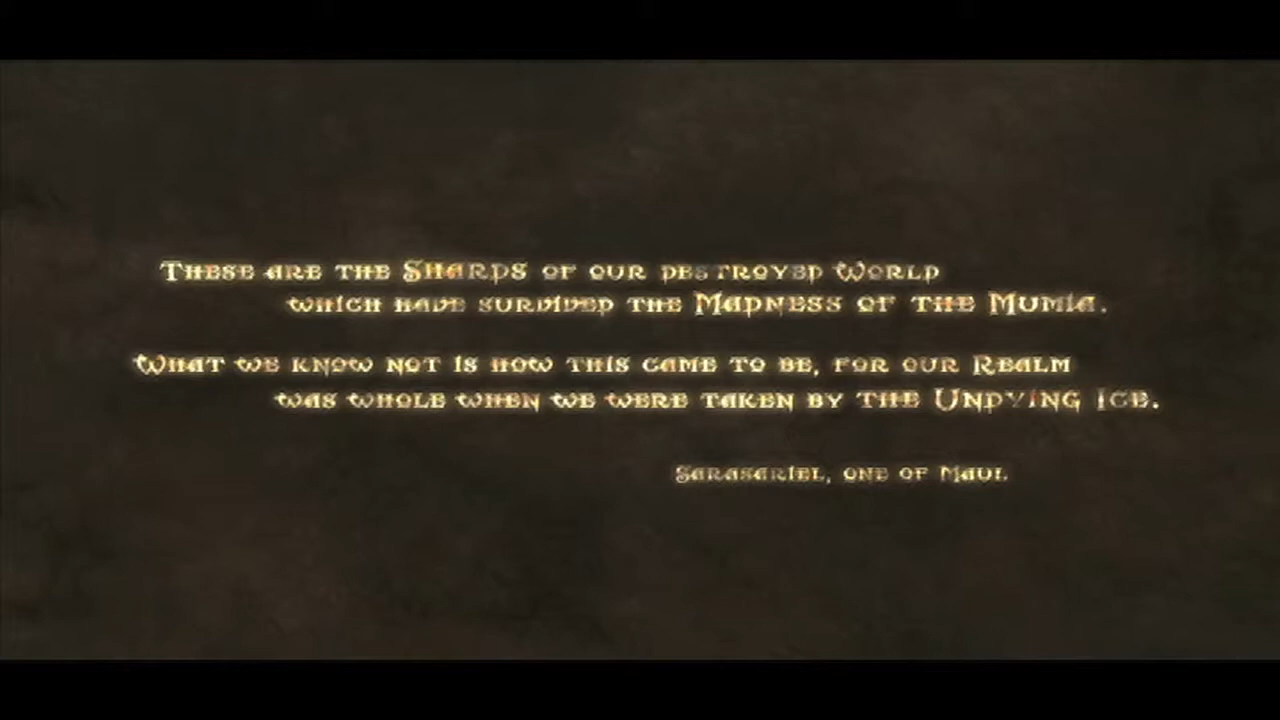 These are the Shards of our destroyed World
which have survived the Madness of the Mumia.
What we know not is how this came to be, for our Realm
was whole when we were taken by the Undying Ice.
Sarasariel, one of Maul